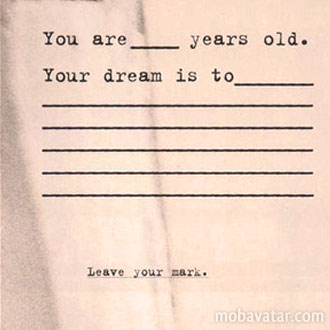 You are____ years old.
Your dream is to_______
Leave your mark.
mobavatar.com